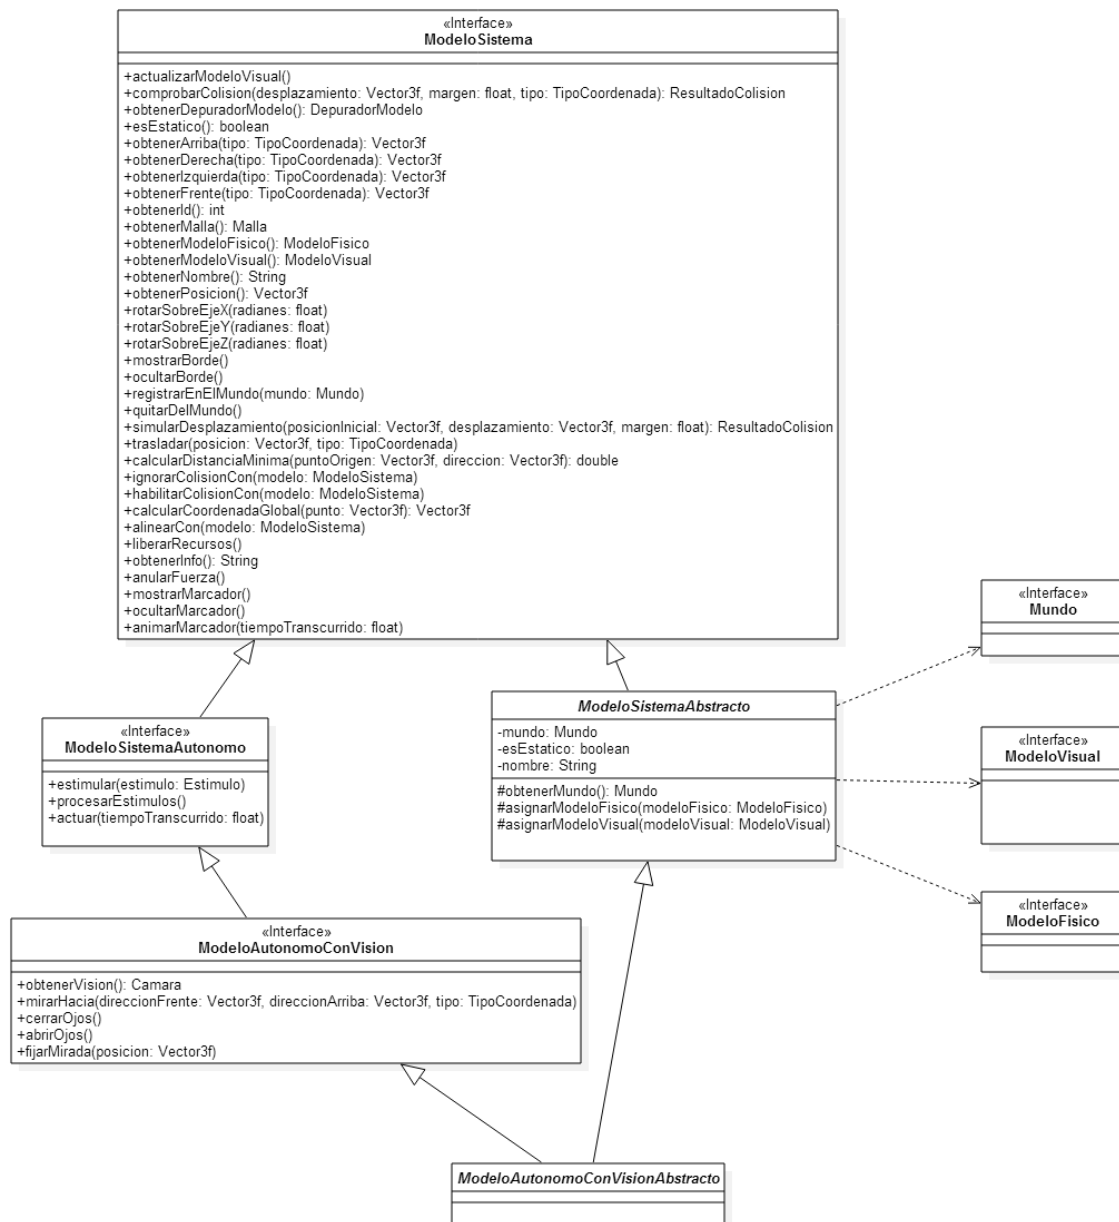 «Interface»
ModeloSistema
+actualizarModeloVisual()
+comprobarColision(desplazamiento: Vector3f, margen: float, tipo: TipoCoordenada): ResultadoColision
+obtenerDepuradorModelo(): DepuradorModelo
+esEstatico(): boolean
+obtenerArriba(tipo: TipoCoordenada): Vector3f
+obtenerDerecha(tipo: TipoCoordenada): Vector3f
+obtenerIzquierda(tipo: TipoCoordenada): Vector3f
+obtenerFrente(tipo: TipoCoordenada): Vector3f
+obtenerId(): int
+obtenerMalla(): Malla
+obtenerModeloFisico(): ModeloFisico
+obtenerModeloVisual(): ModeloVisual
+obtenerNombre(): String
+obtenerPosicion(): Vector3f
+rotarSobreEjeX(radianes: float)
+rotarSobreEjeY(radianes: float)
+rotarSobreEjeZ(radianes: float)
+mostrarBorde()
+ocultarBorde()
+registrarEnElMundo(mundo: Mundo)
+quitarDelMundo()
+simularDesplazamiento(posicionInicial: Vector3f, desplazamiento: Vector3f, margen: float): ResultadoColision
+trasladar(posicion: Vector3f, tipo: TipoCoordenada)
+calcularDistanciaMinima(puntoOrigen: Vector3f, direccion: Vector3f): double
+ignorarColisionCon(modelo: ModeloSistema)
+habilitarColisionCon(modelo: ModeloSistema)
+calcularCoordenadaGlobal(punto: Vector3f): Vector3f
+alinearCon(modelo: ModeloSistema)
+liberarRecursos()
+obtenerInfo(): String
+anularFuerza()
+mostrarMarcador()
+ocultarMarcador()
+animarMarcador(tiempoTranscurrido: float)
«Interface»
Mundo
«Interface»
ModeloSistemaAutonomo
+estimular(estimulo: Estimulo)
+procesarEstimulos()
+actuar(tiempoTranscurrido: float)
ModeloSistemaAbstracto
-mundo: Mundo
-esEstatico: boolean
-nombre: String
#obtenerMundo(): Mundo
#asignarModeloFisico(modeloFisico: ModeloFisico)
#asignarModeloVisual(modeloVisual: ModeloVisual)
«Interface»
ModeloVisual
«Interface»
ModeloFisico
«Interface»
ModeloAutonomoConVision
+obtenerVision(): Camara
+mirarHacia(direccionFrente: Vector3f, direccionArriba: Vector3f, tipo: TipoCoordenada)
+cerrarOjos()
+abrirOjos()
+fijarMirada(posicion: Vector3f)
ModeloAutonomoConVisionAbstracto